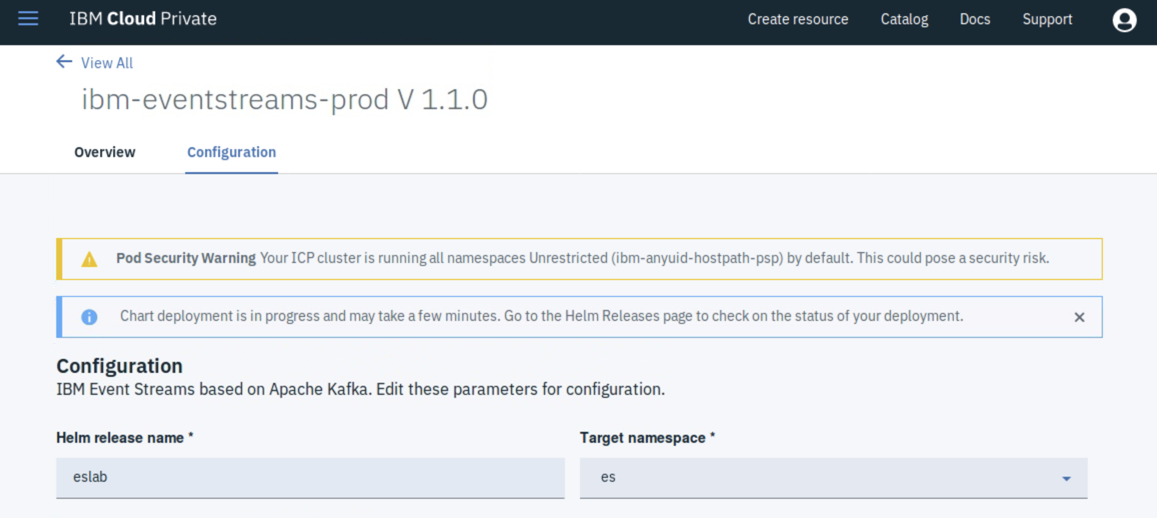 IBM Cloud Private Create resource Catalog Docs Support
View All
ibm-eventstreams-prod V 1.1.0
Overview Configuration
Pod Security Warning Your ICP cluster is running all namespaces Unrestricted (ibm-anyuid-hostpath-psp) by default. This could pose a security risk.
Chart deployment is in progress and may take a few minutes. Go to the Helm Releases page to check on the status of your deployment.
Configuration
IBM Event Streams based on Apache Kafka. Edit these parameters for configuration.
Helm release name * Target namespace *
eslab es